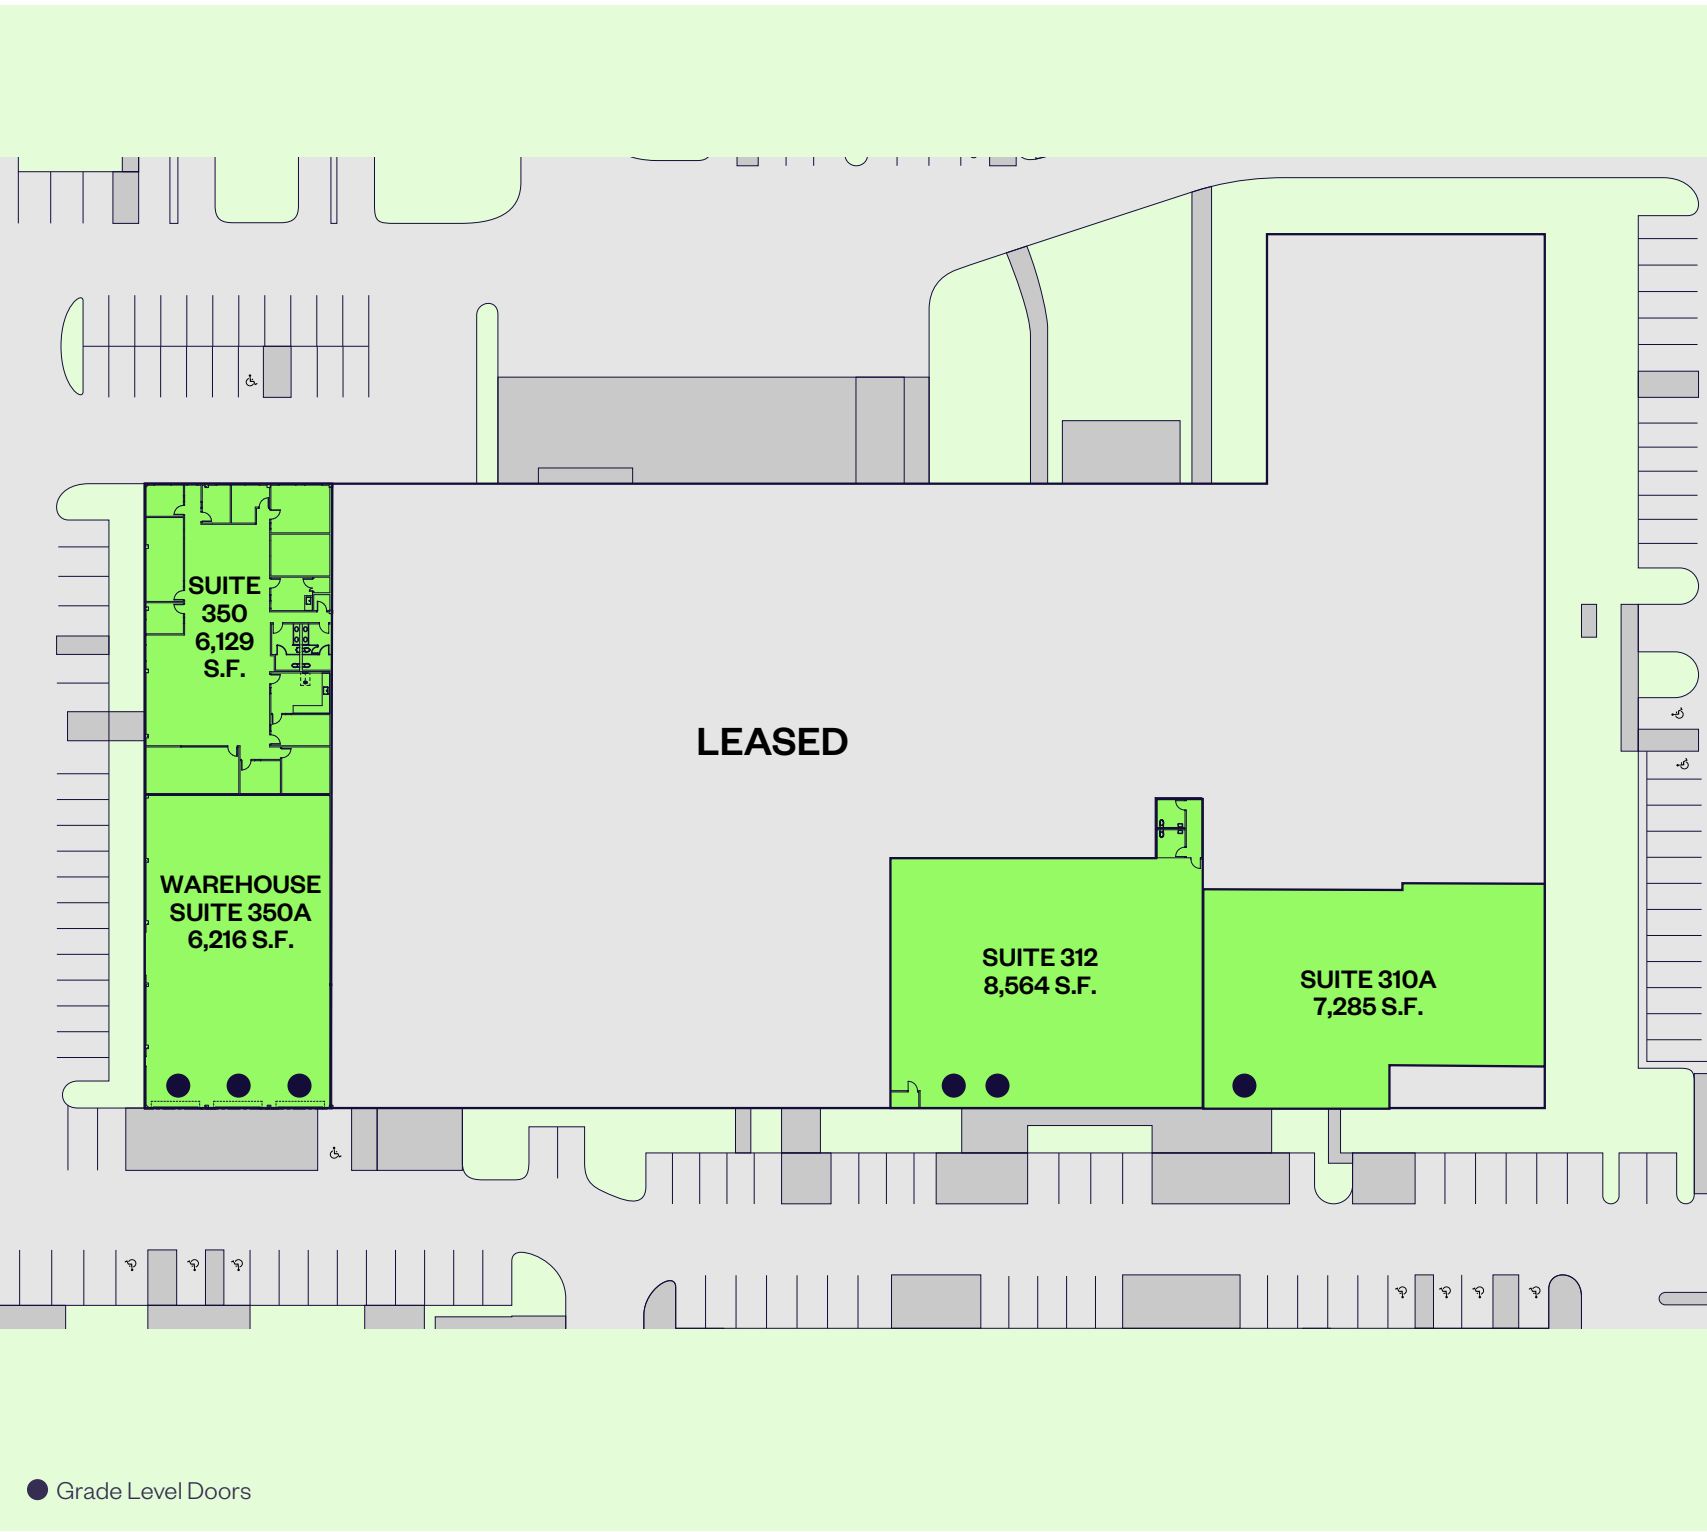 SUITE
350
6,129
S.F.
LEASED
WAREHOUSE
SUITE 350A
6,216 S.F.
SUITE 312
8,564 S.F.
SUITE 310A
7,285 S.F.
Grade Level Doors